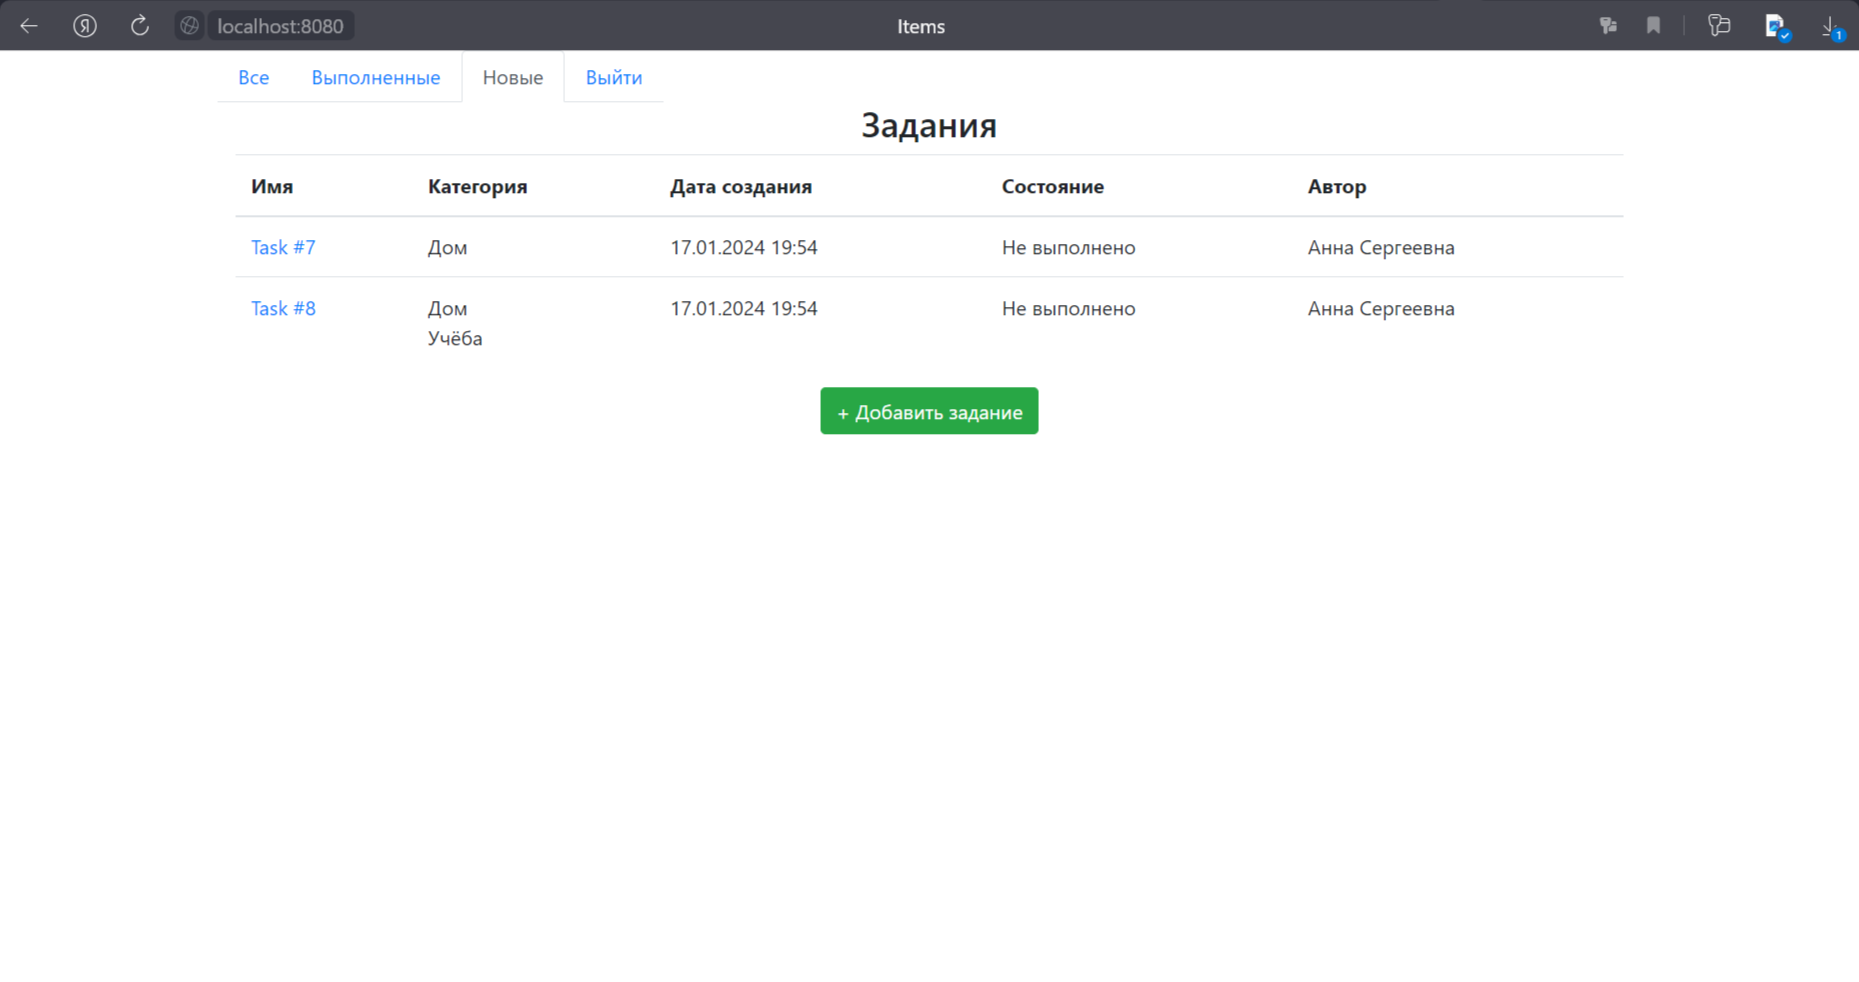 localhost:8080 Items
Все Выполненные Новые Выйти
Задания
Имя Категория Дата создания Состояние Автор
Task #7 Дом 17.01.2024 19:54 Не выполнено Анна Сергеевна
Task #8 Дом 17.01.2024 19:54 Не выполнено Анна Сергеевна
Учёба
+ Добавить задание
Я
1